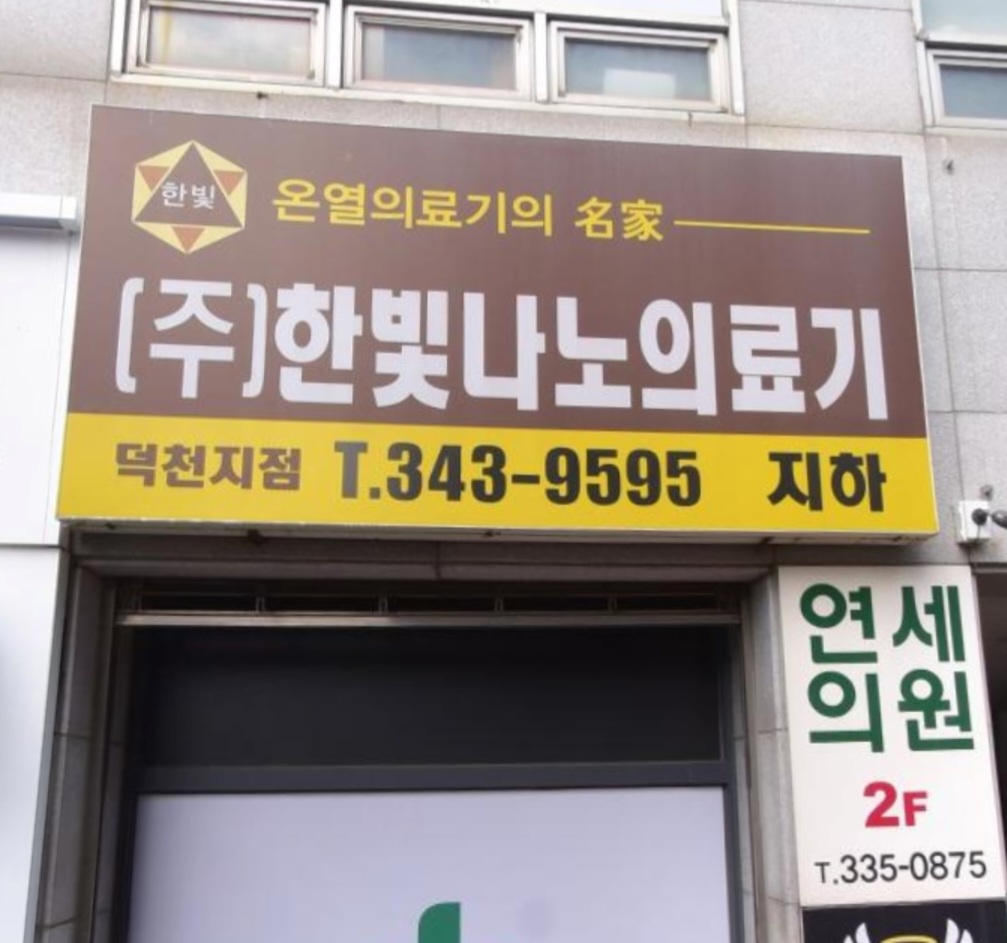 한빛
온열의료기의 名家
(주)한빛나노의료기
덕천지점 T.343-9595 지하
연세
의원
2F
T.335-0875